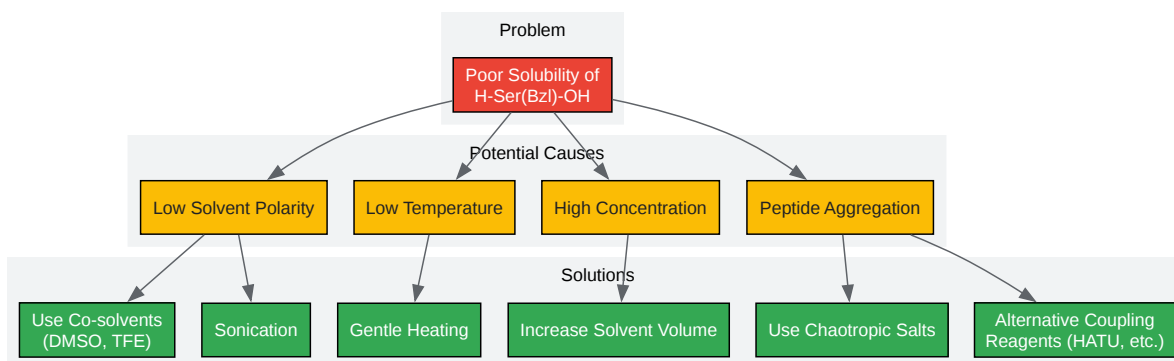 Problem
Poor Solubility of
H-Ser(Bzl)-OH
Potential Causes
Low Solvent Polarity
Low Temperature
High Concentration
Peptide Aggregation
Solutions
Use Co-solvents
(DMSO, TFE)
Sonication
Gentle Heating
Increase Solvent Volume
Use Chaotropic Salts
Alternative Coupling
Reagents (HATU, etc.)